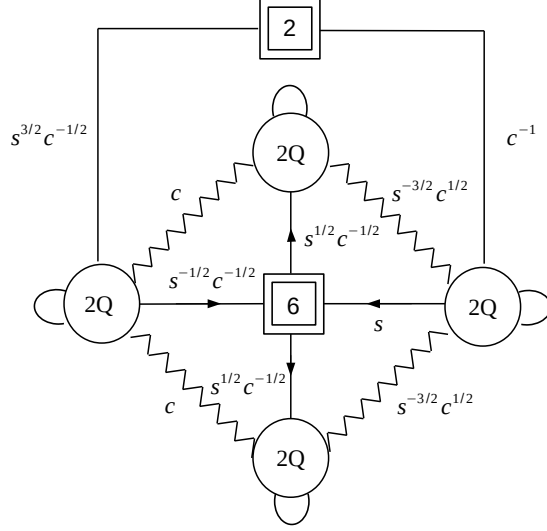 2
s^{3/2} c^{-1/2}
c^{-1}
2Q
c
s^{-3/2} c^{1/2}
s^{1/2} c^{-1/2}
s^{-1/2} c^{-1/2}
2Q
6
2Q
s
s^{1/2} c^{-1/2}
c
s^{-3/2} c^{1/2}
2Q